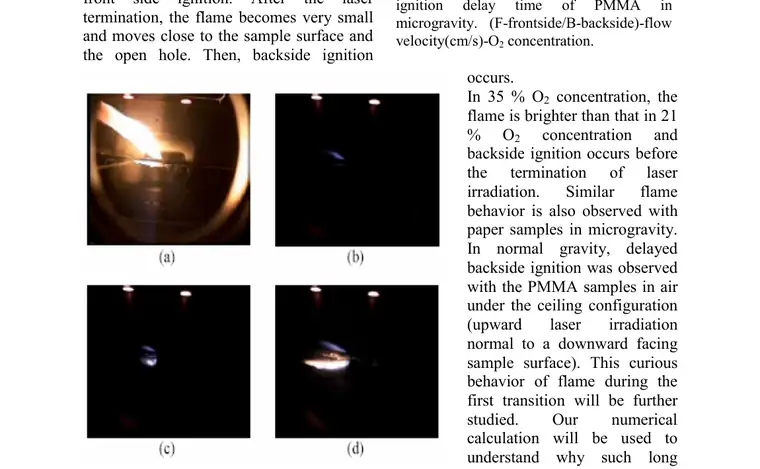 front side ignition. After the laser
termination, the flame becomes very small
and moves close to the sample surface and
the open hole. Then, backside ignition
ignition delay time of PMMA in
microgravity. (F-frontside/B-backside)-flow
velocity(cm/s)-O₂ concentration.
occurs.
In 35 % O₂ concentration, the
flame is brighter than that in 21
% O₂ concentration and
backside ignition occurs before
the termination of laser
irradiation. Similar flame
behavior is also observed with
paper samples in microgravity.
In normal gravity, delayed
backside ignition was observed
with the PMMA samples in air
under the ceiling configuration
(upward laser irradiation
normal to a downward facing
sample surface). This curious
behavior of flame during the
first transition will be further
studied. Our numerical
calculation will be used to
understand why such long
(a)
(b)
(c)
(d)